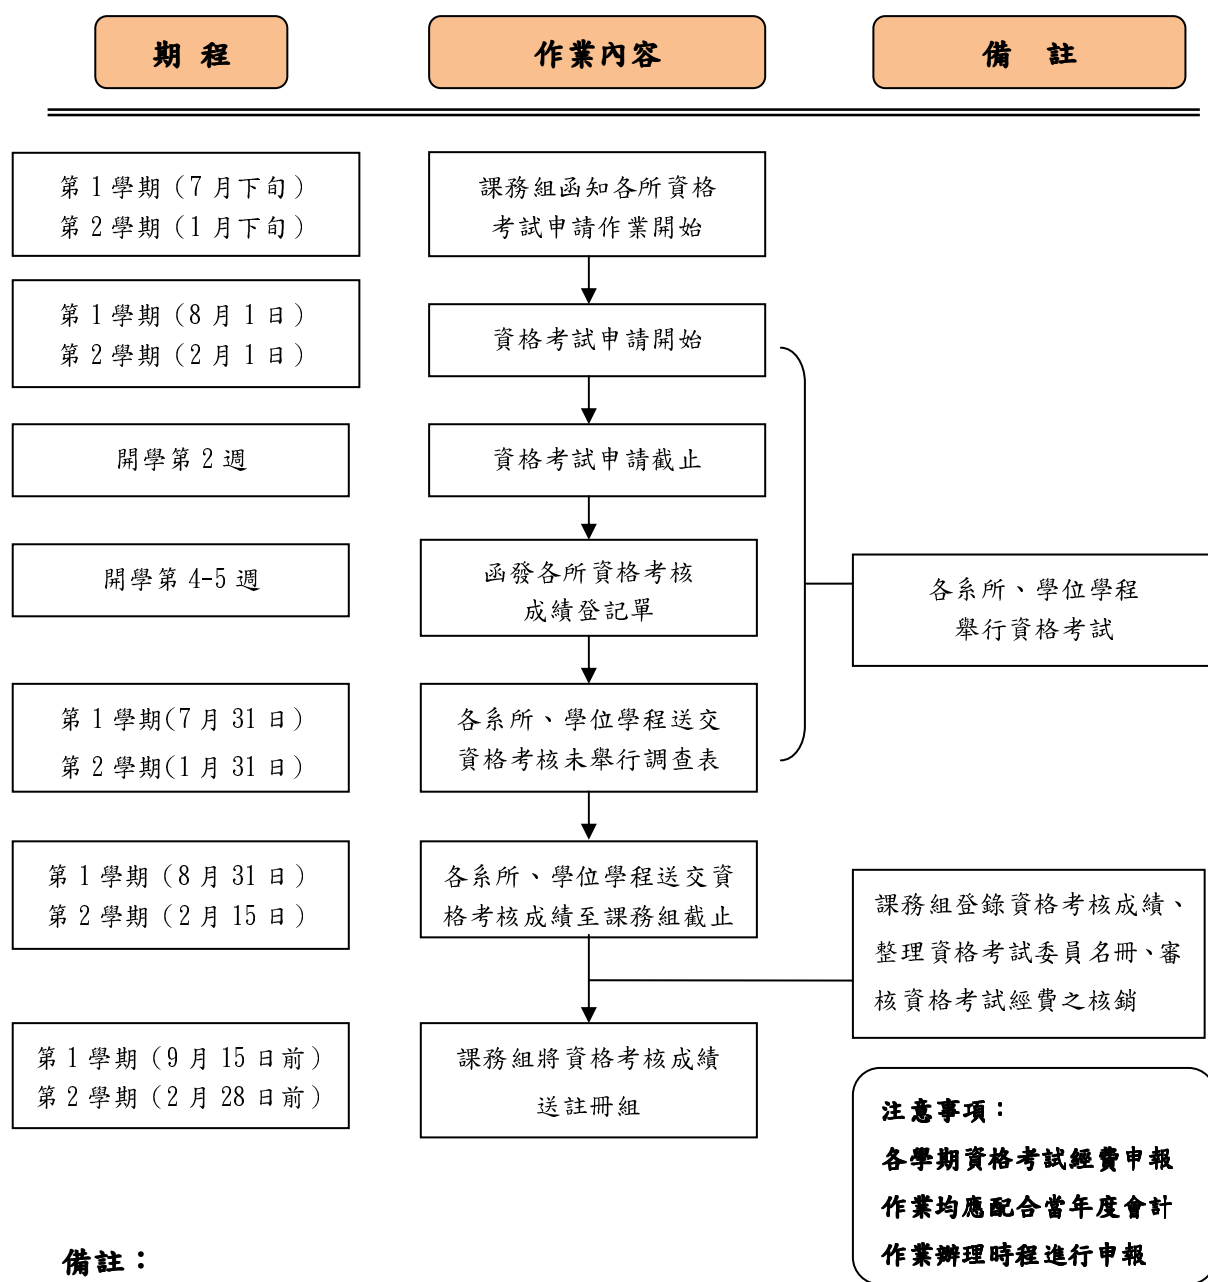 期 程
作業內容
備 註
第 1 學期（7 月下旬）
第 2 學期（1 月下旬）
課務組函知各所資格
考試申請作業開始
第 1 學期（8 月 1 日）
第 2 學期（2 月 1 日）
資格考試申請開始
開學第 2 週
資格考試申請截止
開學第 4-5 週
函發各所資格考核
成績登記單
各系所、學位學程
舉行資格考試
第 1 學期(7 月 31 日)
第 2 學期(1 月 31 日)
各系所、學位學程送交
資格考核未舉行調查表
第 1 學期（8 月 31 日）
第 2 學期（2 月 15 日）
各系所、學位學程送交資
格考核成績至課務組截止
課務組登錄資格考核成績、
整理資格考試委員名冊、審
核資格考試經費之核銷
第 1 學期（9 月 15 日前）
第 2 學期（2 月 28 日前）
課務組將資格考核成績
送註冊組
注意事項：
各學期資格考試經費申報
作業均應配合當年度會計
作業辦理時程進行申報
備註：